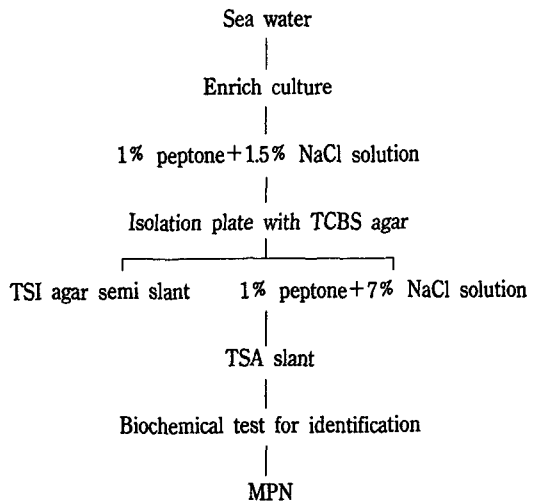 Sea water
Enrich culture
1% peptone+1.5% NaCl solution
Isolation plate with TCBS agar
TSI agar semi slant 1% peptone+7% NaCl solution
TSA slant
Biochemical test for identification
MPN